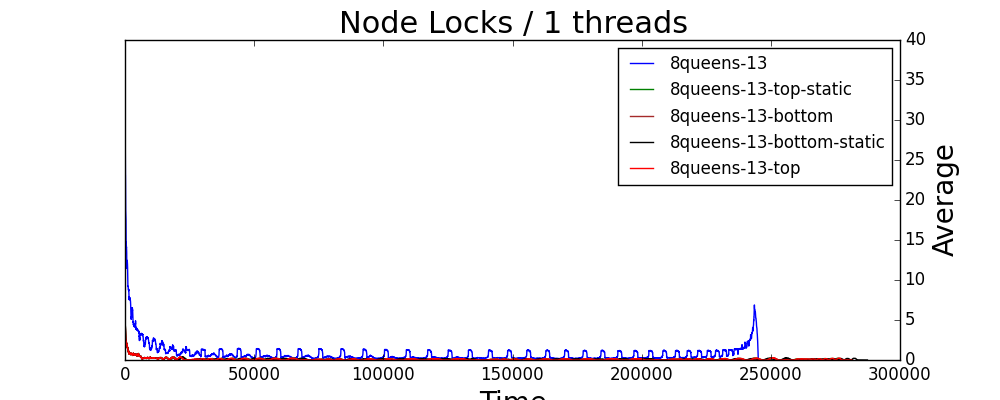 Node Locks / 1 threads
8queens-13
8queens-13-top-static
8queens-13-bottom
8queens-13-bottom-static
8queens-13-top
40
35
30
25
20
15
10
5
0
Average
0 50000 100000 150000 200000 250000 300000
Time